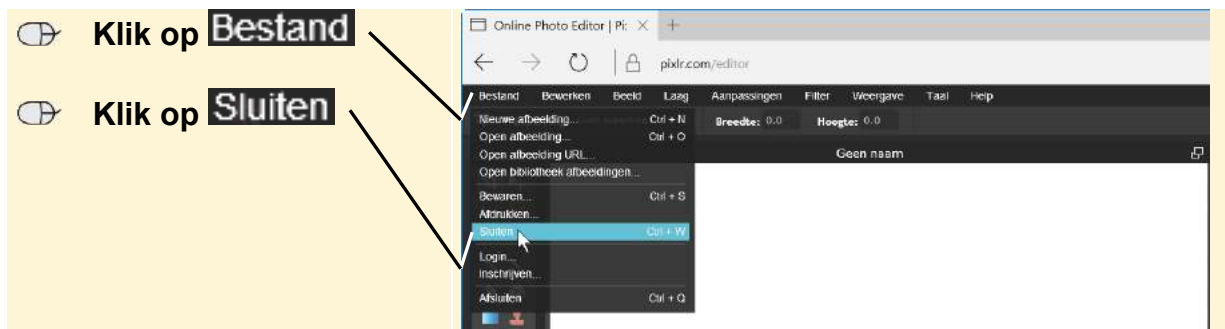 Klik op Bestand
Klik op Sluiten
Online Photo Editor | Pi:
pixlr.com/editor
Bestand Bewerken Beeld Laag Aanpassingen Filter Weergave Taal Help
Nieuwe afbeelding... Ctrl + N
Breedte: 0.0 Hoogte: 0.0
Open afbeelding... Ctrl + O
Open afbeelding URL...
Geen naam
Open bibliotheek afbeeldingen...
Bewaren... Ctrl + S
Afdrukken...
Sluiten Ctrl + W
Login...
Inschrijven...
Afsluiten Ctrl + Q